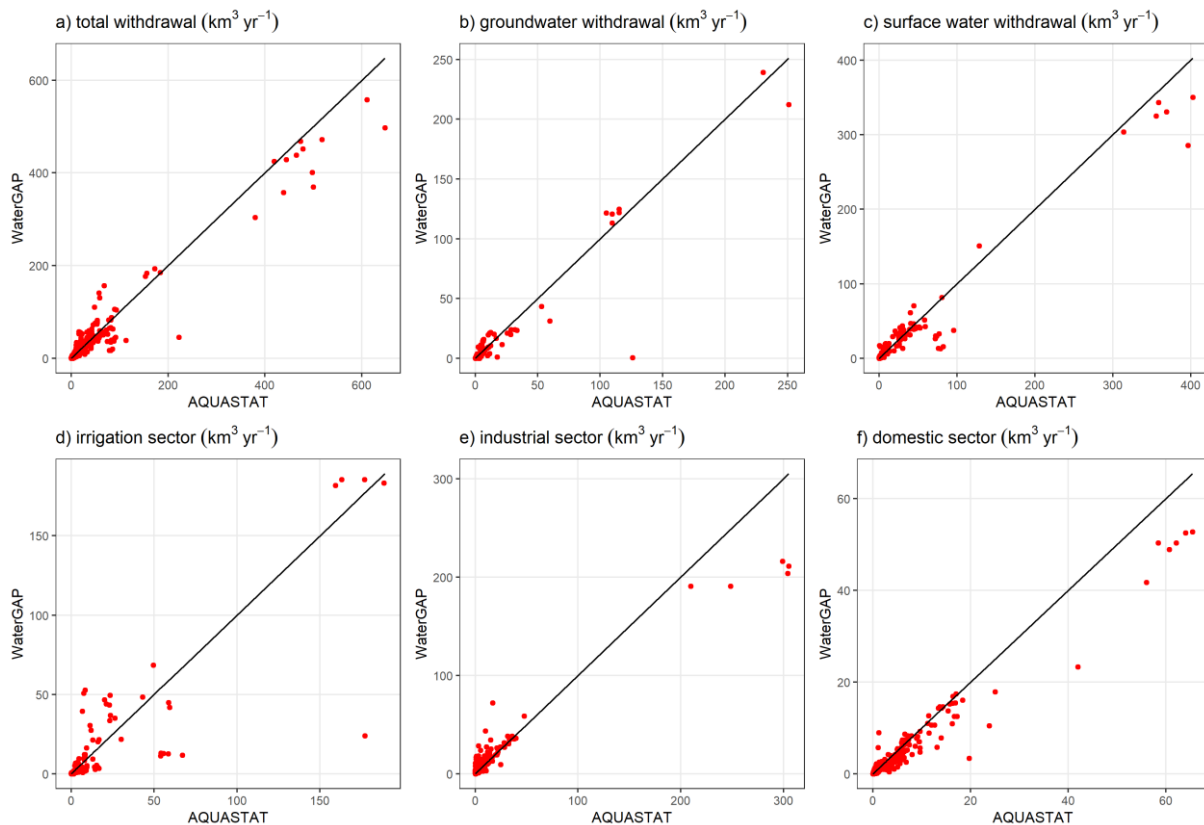 a) total withdrawal (km³ yr⁻¹)
600
400
200
0
WaterGAP
0 200 400 600
AQUASTAT
b) groundwater withdrawal (km³ yr⁻¹)
250
200
150
100
50
0
WaterGAP
0 50 100 150 200 250
AQUASTAT
c) surface water withdrawal (km³ yr⁻¹)
400
300
200
100
0
WaterGAP
0 100 200 300 400
AQUASTAT
d) irrigation sector (km³ yr⁻¹)
150
100
50
0
WaterGAP
0 50 100 150
AQUASTAT
e) industrial sector (km³ yr⁻¹)
300
200
100
0
WaterGAP
0 100 200 300
AQUASTAT
f) domestic sector (km³ yr⁻¹)
60
40
20
0
WaterGAP
0 20 40 60
AQUASTAT